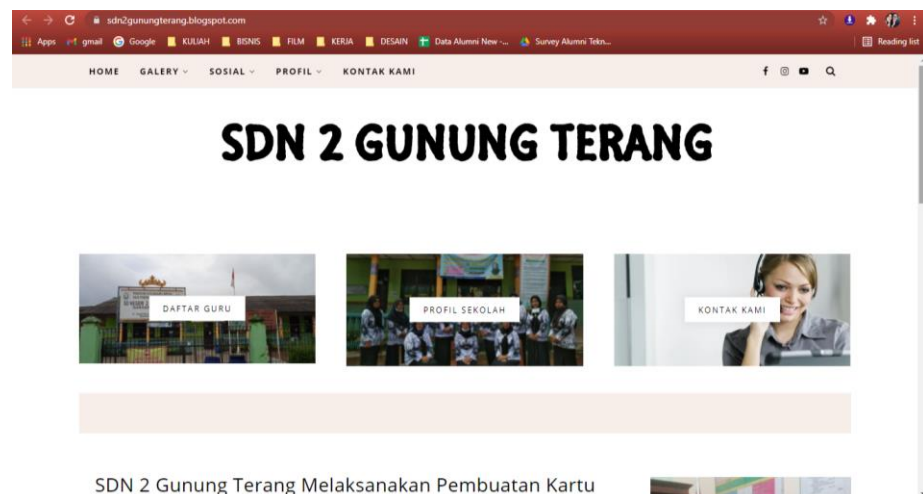 sdn2gunungterang.blogspot.com
Apps gmail Google KULIAH BISNIS FILM KERJA DESAIN Data Alumni New -... Survey Alumni Tekn... Reading list
HOME GALERY SOSIAL PROFIL KONTAK KAMI
SDN 2 GUNUNG TERANG
DAFTAR GURU PROFIL SEKOLAH KONTAK KAMI
SDN 2 Gunung Terang Melaksanakan Pembuatan Kartu